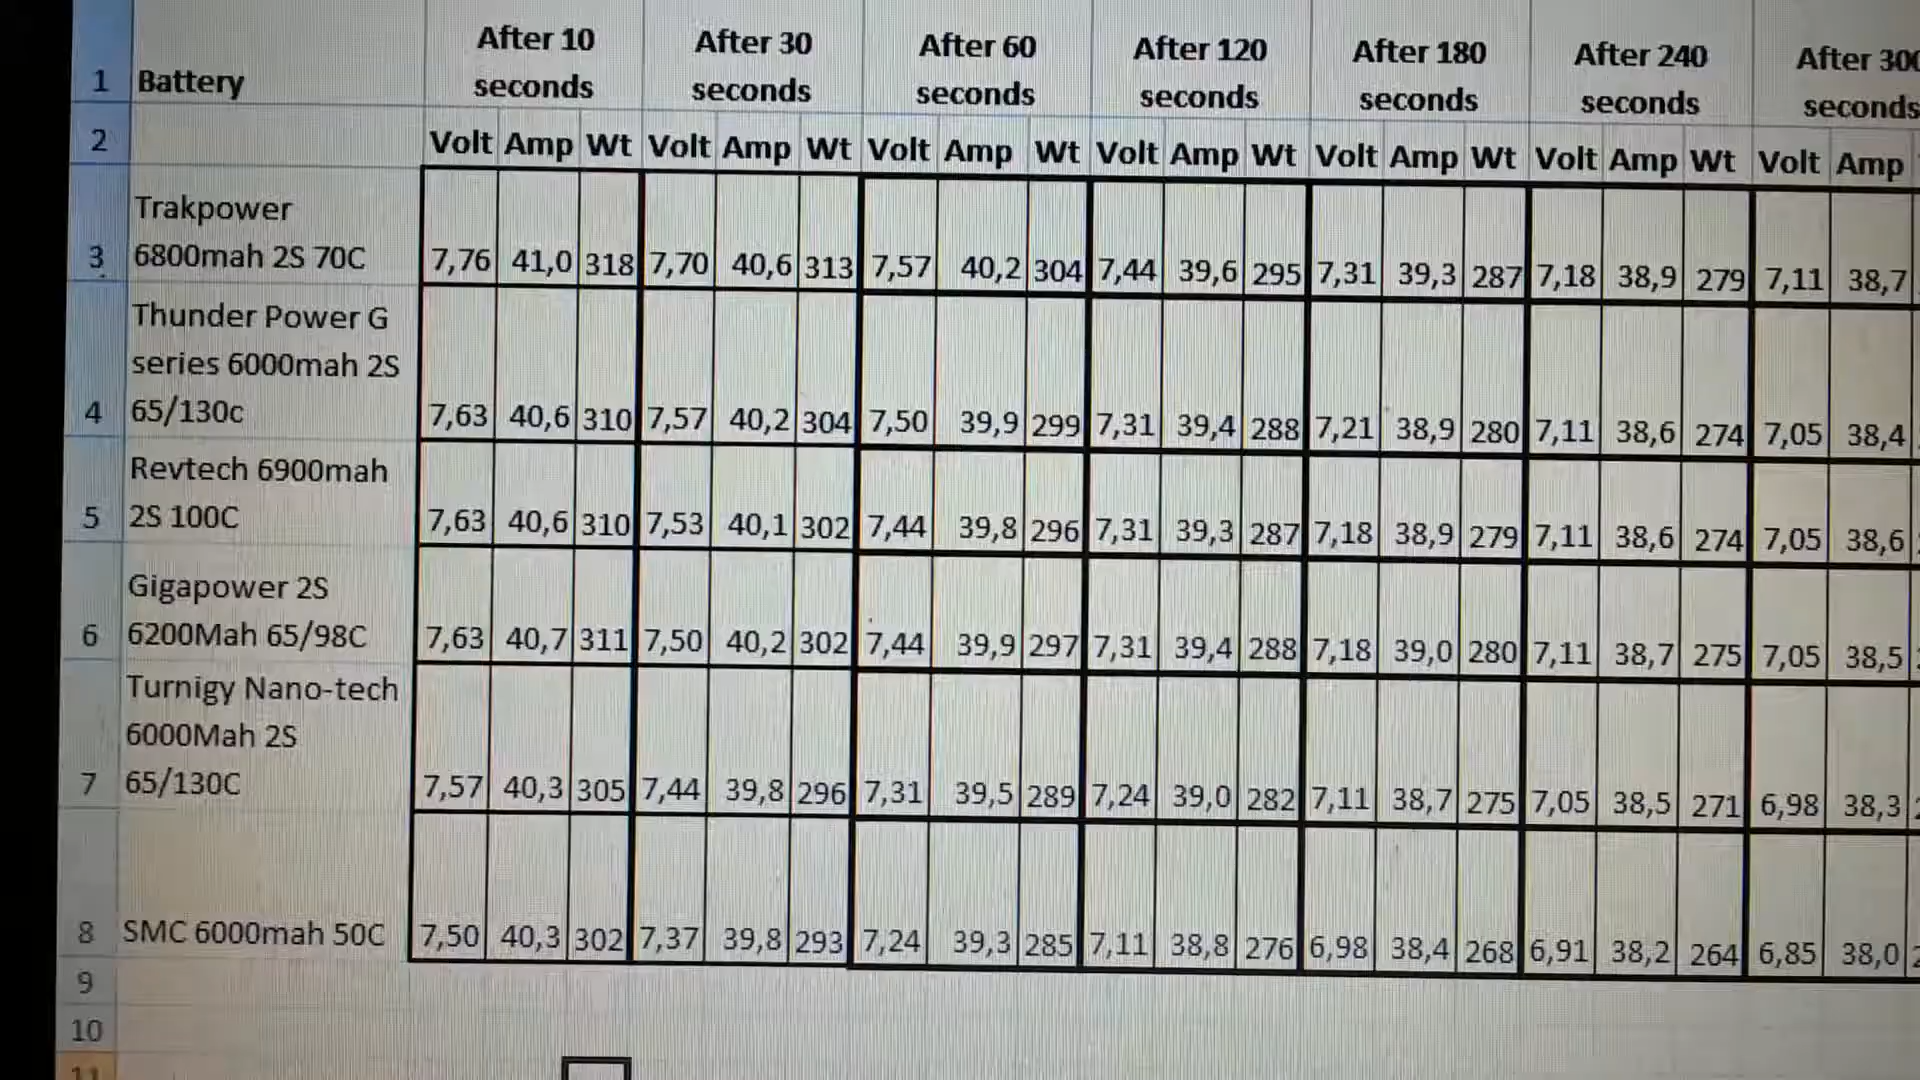 After 10 After 30 After 60 After 120 After 180 After 240 After 300
1 Battery seconds seconds seconds seconds seconds seconds seconds
2 Volt Amp Wt Volt Amp Wt Volt Amp Wt Volt Amp Wt Volt Amp Wt Volt Amp Wt Volt Amp
Trakpower
3 6800mah 2S 70C 7,76 41,0 318 7,70 40,6 313 7,57 40,2 304 7,44 39,6 295 7,31 39,3 287 7,18 38,9 279 7,11 38,7
Thunder Power G
series 6000mah 2S
4 65/130c 7,63 40,6 310 7,57 40,2 304 7,50 39,9 299 7,31 39,4 288 7,21 38,9 280 7,11 38,6 274 7,05 38,4
Revtech 6900mah
5 2S 100C 7,63 40,6 310 7,53 40,1 302 7,44 39,8 296 7,31 39,3 287 7,18 38,9 279 7,11 38,6 274 7,05 38,6
Gigapower 2S
6 6200Mah 65/98C 7,63 40,7 311 7,50 40,2 302 7,44 39,9 297 7,31 39,4 288 7,18 39,0 280 7,11 38,7 275 7,05 38,5
Turnigy Nano-tech
6000Mah 2S
7 65/130C 7,57 40,3 305 7,44 39,8 296 7,31 39,5 289 7,24 39,0 282 7,11 38,7 275 7,05 38,5 271 6,98 38,3
8 SMC 6000mah 50C 7,50 40,3 302 7,37 39,8 293 7,24 39,3 285 7,11 38,8 276 6,98 38,4 268 6,91 38,2 264 6,85 38,0
9
10
11